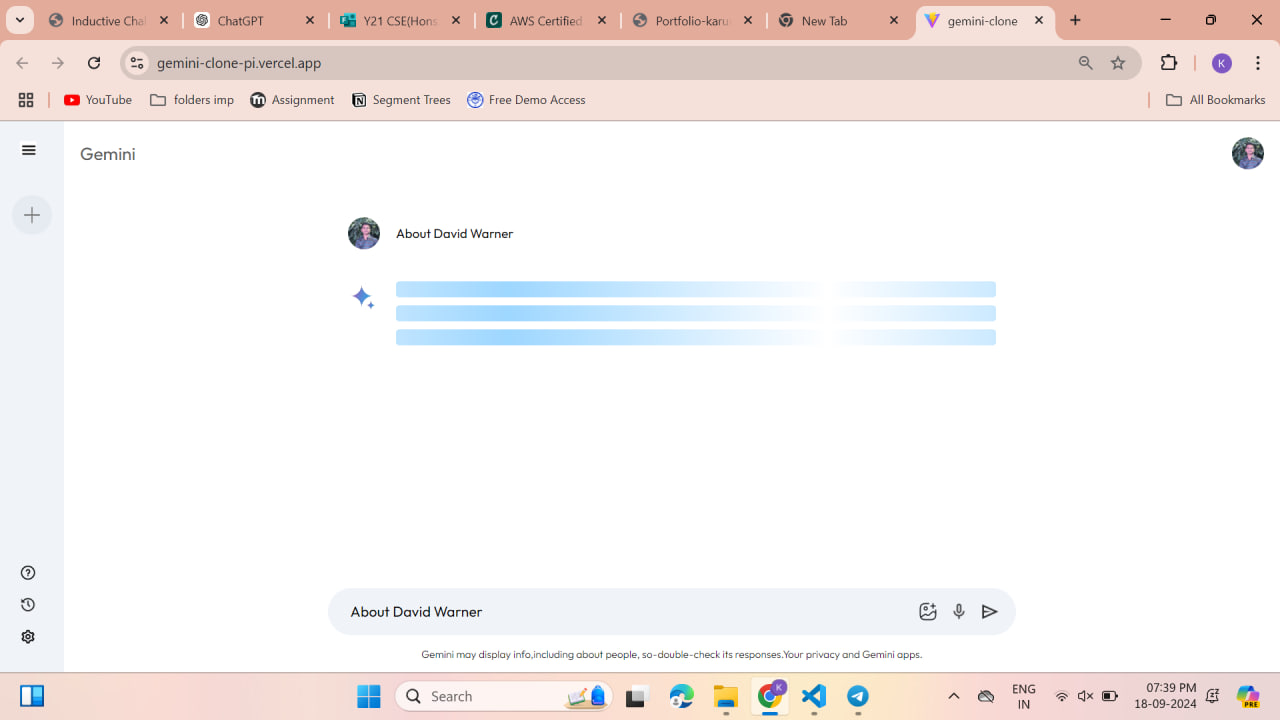 Inductive Chal
ChatGPT
Y21 CSE(Hons
AWS Certified
Portfolio-karu
New Tab
gemini-clone
gemini-clone-pi.vercel.app
K
YouTube
folders imp
Assignment
Segment Trees
Free Demo Access
All Bookmarks
Gemini
About David Warner
About David Warner
Gemini may display info,including about people, so-double-check its responses.Your privacy and Gemini apps.
Search
K
ENG
IN
07:39 PM
18-09-2024
PRE